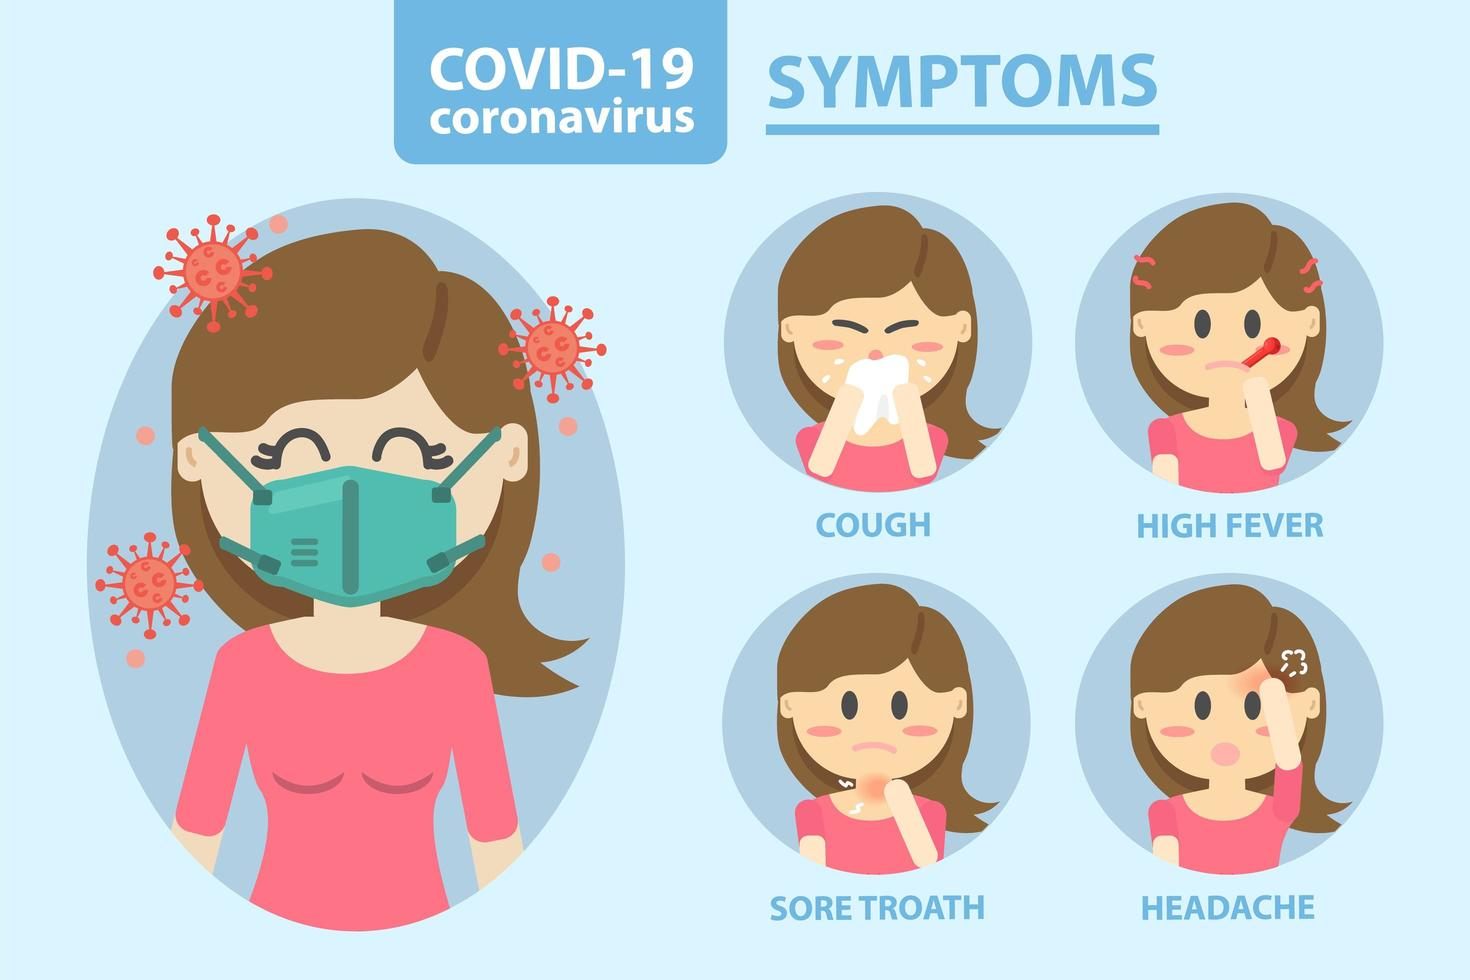 COVID-19
coronavirus
SYMPTOMS
COUGH
HIGH FEVER
SORE TROATH
HEADACHE